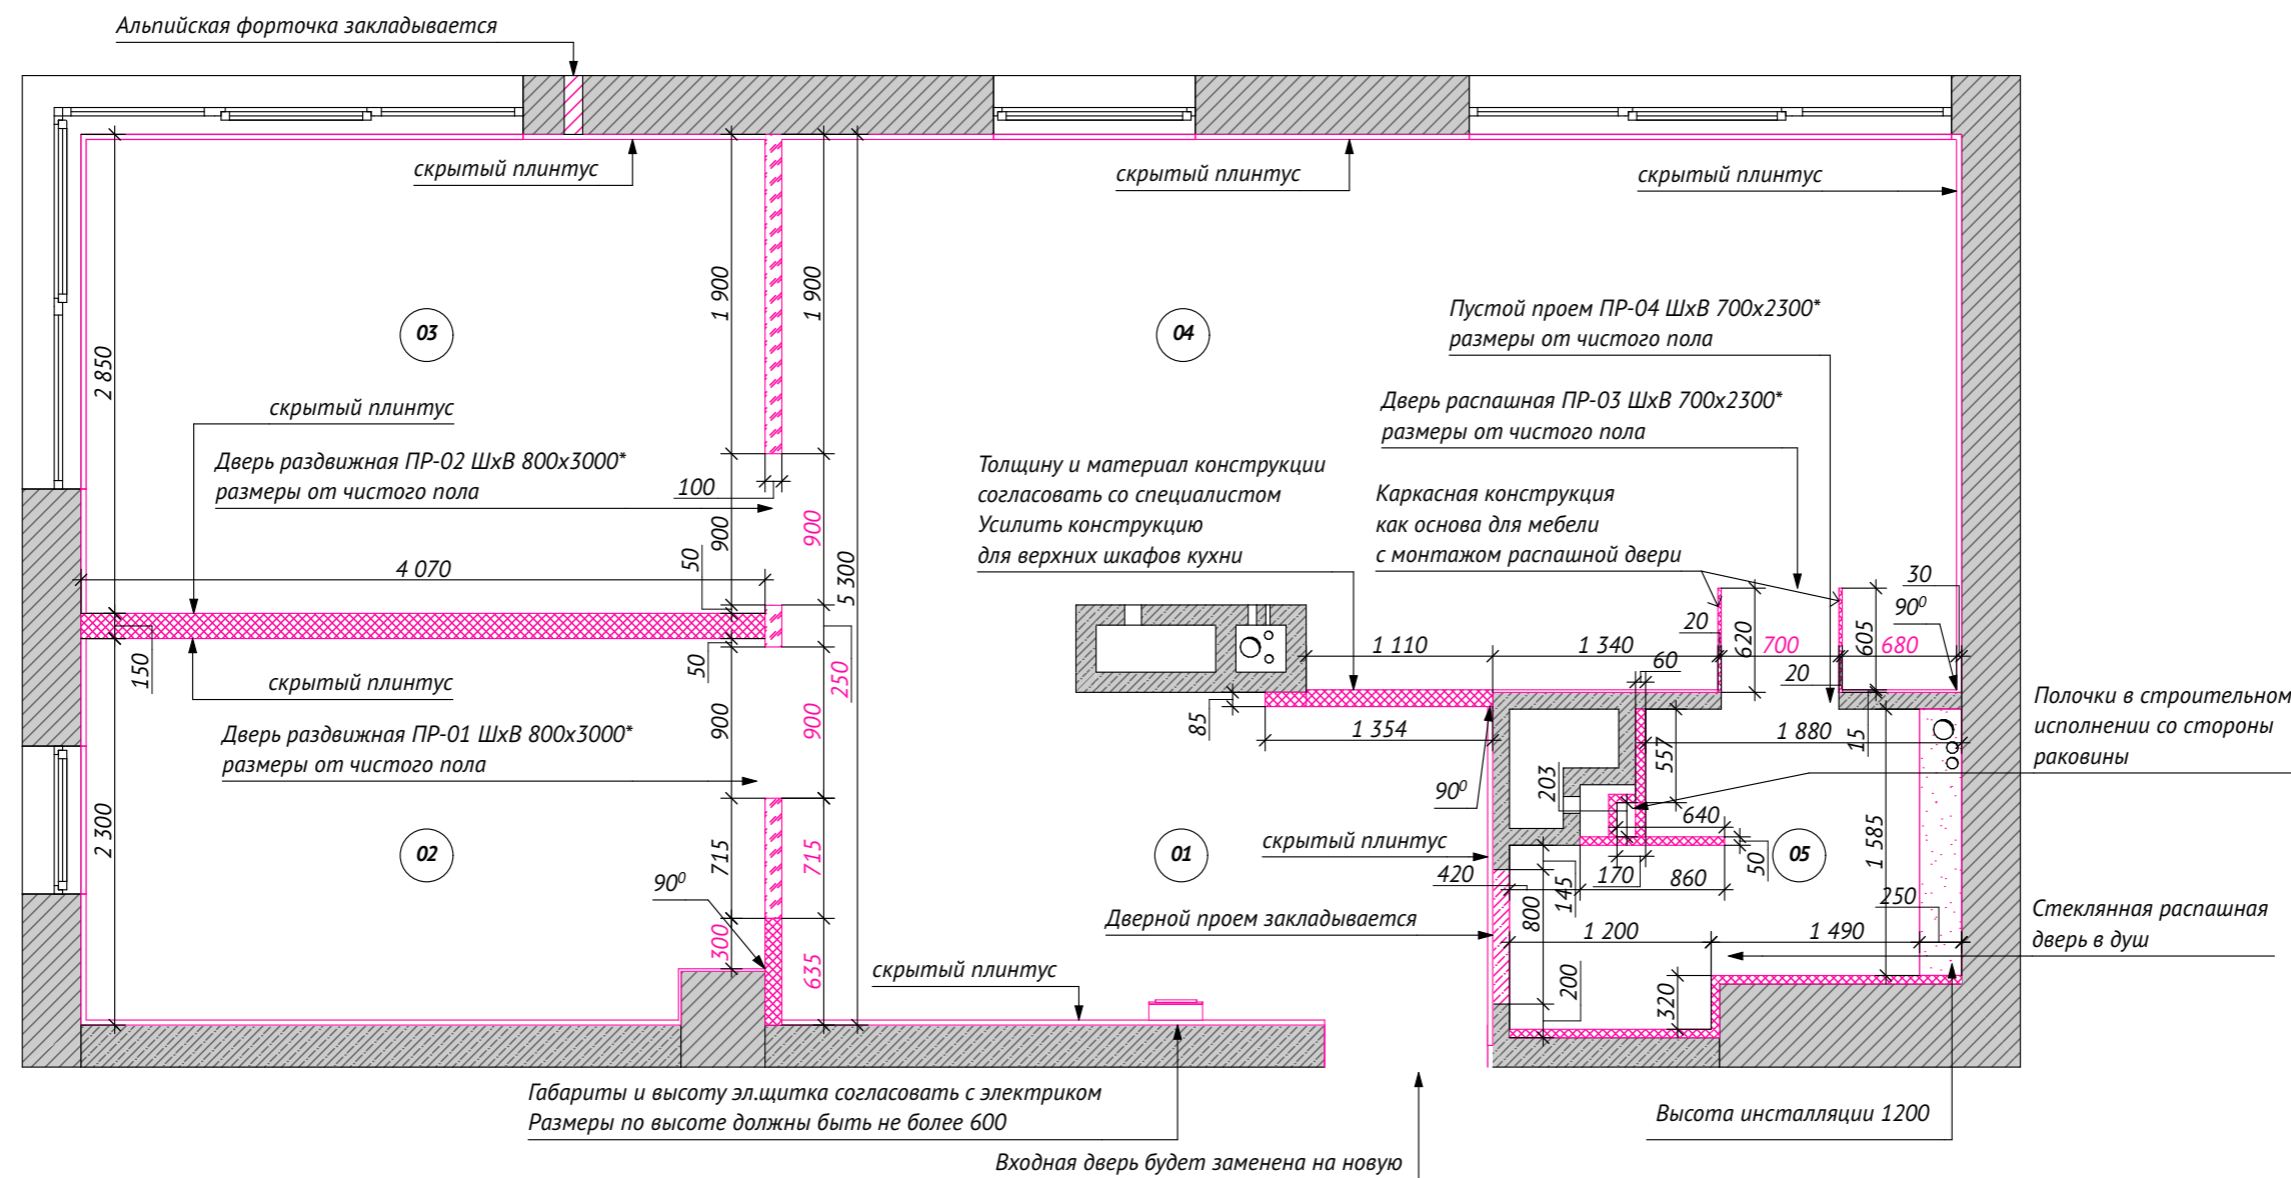 Альпийская форточка закладывается
скрытый плинтус
скрытый плинтус
скрытый плинтус
1 900
1 900
2 850
03
04
Пустой проем ПР-04 ШхВ 700х2300*
размеры от чистого пола
скрытый плинтус
Дверь распашная ПР-03 ШхВ 700х2300*
размеры от чистого пола
Дверь раздвижная ПР-02 ШхВ 800х3000*
размеры от чистого пола
100
Толщину и материал конструкции
согласовать со специалистом
Усилить конструкцию
для верхних шкафов кухни
Каркасная конструкция
как основа для мебели
с монтажом распашной двери
900
900
50
5 300
4 070
30
90⁰
20
620
700
605
680
150
50
250
1 110
1 340
60
20
скрытый плинтус
Полочки в строительном
исполнении со стороны
раковины
85
1 354
557
1 880
15
900
900
Дверь раздвижная ПР-01 ШхВ 800х3000*
размеры от чистого пола
90⁰
203
640
2 300
02
01
05
скрытый плинтус
715
715
1 585
50
420
145
170
860
90⁰
800
250
Дверной проем закладывается
Стеклянная распашная
дверь в душ
1 200
1 490
300
635
скрытый плинтус
200
320
Габариты и высоту эл.щитка согласовать с электриком
Размеры по высоте должны быть не более 600
Высота инсталляции 1200
Входная дверь будет заменена на новую